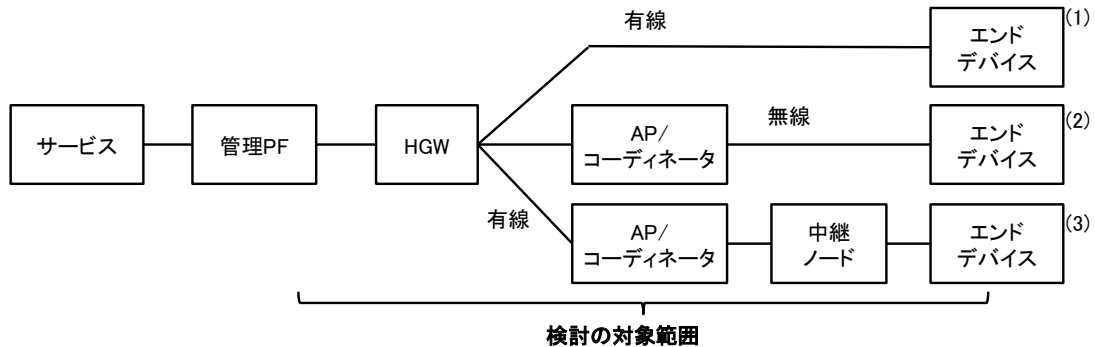 有線
エンド
デバイス
(1)
サービス
管理PF
HGW
AP/
コーディネータ
無線
エンド
デバイス
(2)
有線
AP/
コーディネータ
中継
ノード
エンド
デバイス
(3)
検討の対象範囲